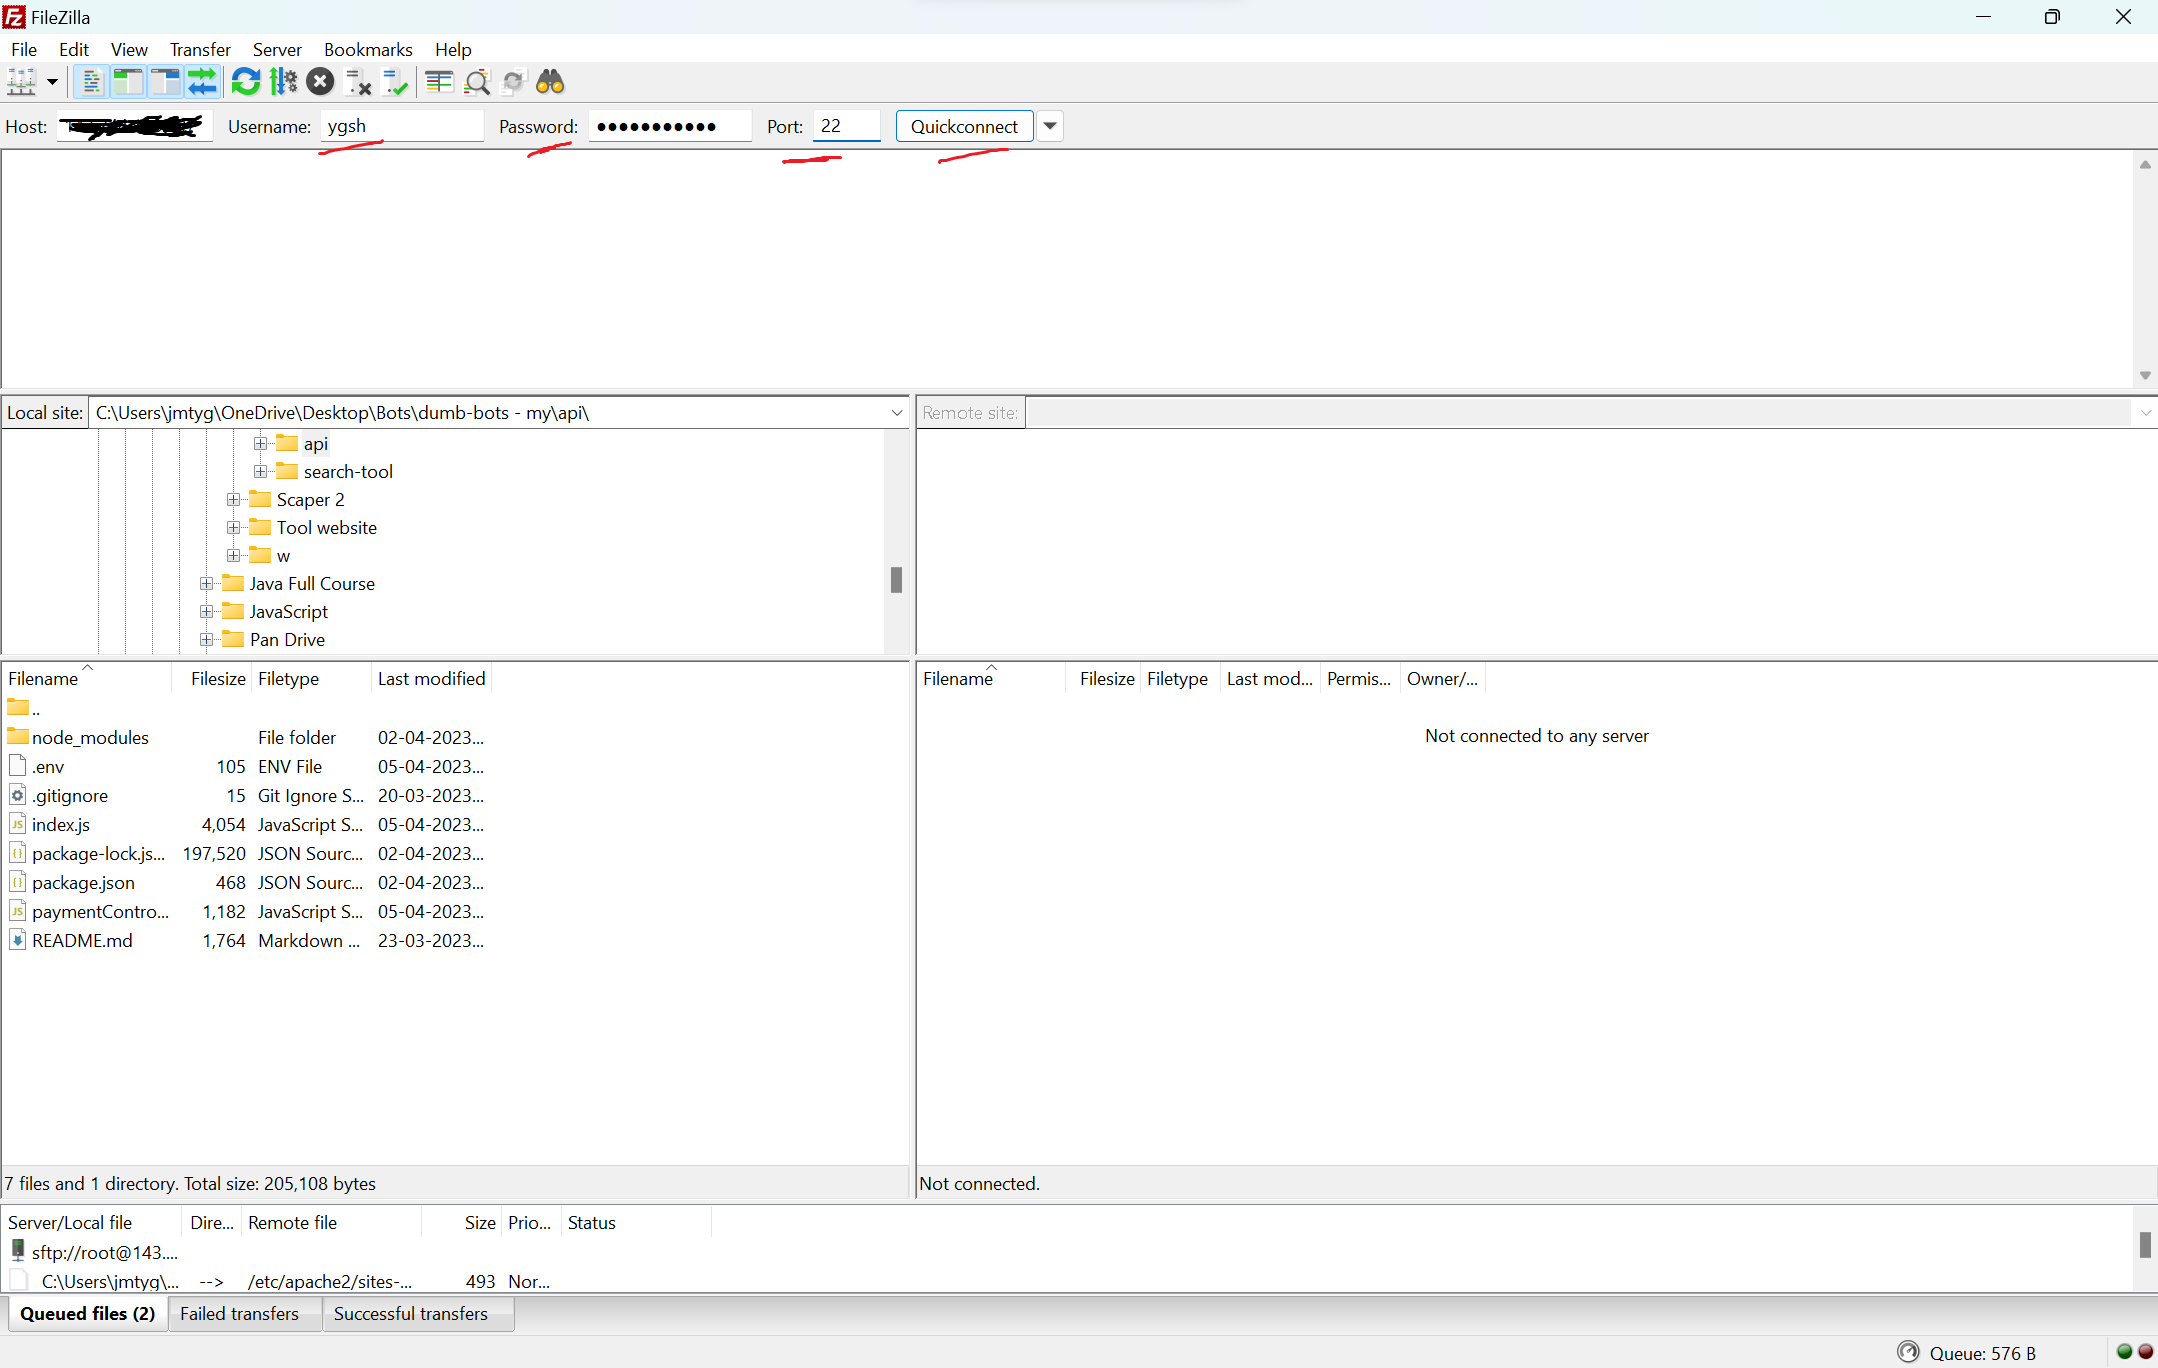 FileZilla
File Edit View Transfer Server Bookmarks Help
Host: Username: ygsh Password: ●●●●●●●●●●● Port: 22 Quickconnect
Local site: C:\Users\jmtyg\OneDrive\Desktop\Bots\dumb-bots - my\api\
api
search-tool
Scaper 2
Tool website
w
Java Full Course
JavaScript
Pan Drive
Remote site:
Filename Filesize Filetype Last modified
..
node_modules File folder 02-04-2023...
.env 105 ENV File 05-04-2023...
.gitignore 15 Git Ignore S... 20-03-2023...
index.js 4,054 JavaScript S... 05-04-2023...
package-lock.js... 197,520 JSON Sourc... 02-04-2023...
package.json 468 JSON Sourc... 02-04-2023...
paymentContro... 1,182 JavaScript S... 05-04-2023...
README.md 1,764 Markdown ... 23-03-2023...
7 files and 1 directory. Total size: 205,108 bytes
Filename Filesize Filetype Last mod... Permis... Owner/...
Not connected to any server
Not connected.
Server/Local file Dire... Remote file Size Prio... Status
sftp://root@143....
C:\Users\jmtyg\... --> /etc/apache2/sites-... 493 Nor...
Queued files (2) Failed transfers Successful transfers
Queue: 576 B